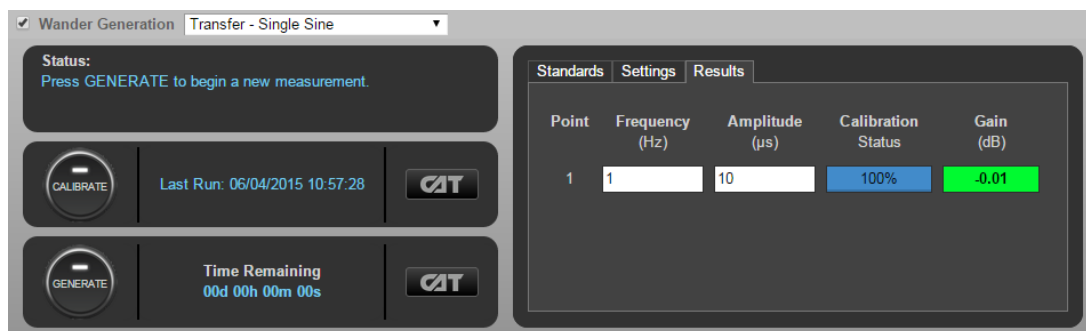 Wander Generation Transfer - Single Sine
Status:
Press GENERATE to begin a new measurement.
CALIBRATE
Last Run: 06/04/2015 10:57:28
CAT
GENERATE
Time Remaining
00d 00h 00m 00s
CAT
Standards Settings Results
Point Frequency Amplitude Calibration Gain
(Hz) (µs) Status (dB)
1 1 10 100% -0.01